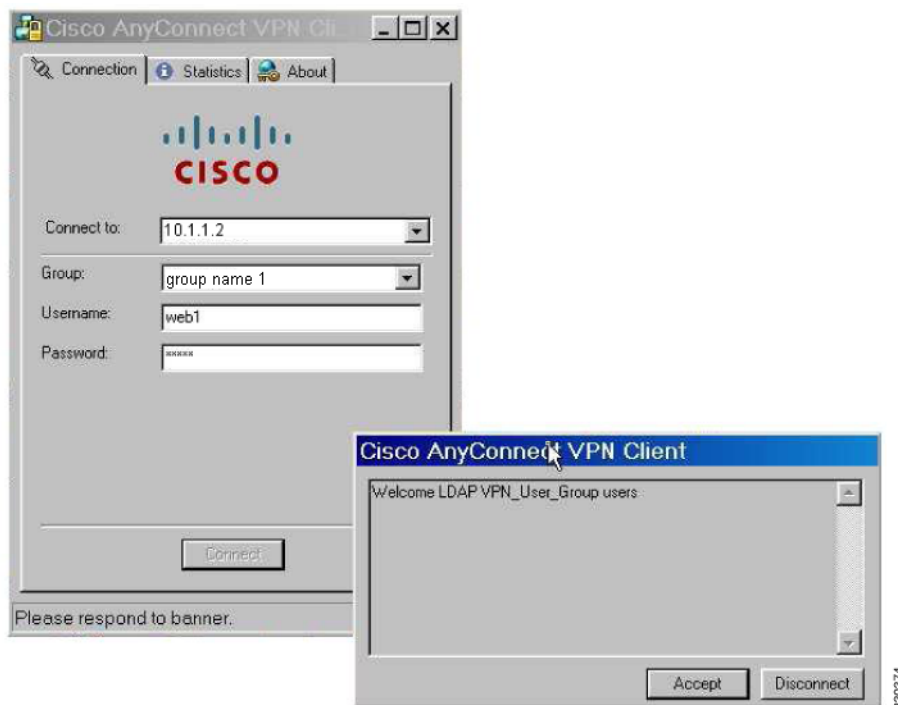 Cisco AnyConnect VPN Cli
Connection Statistics About
CISCO
Connect to: 10.1.1.2
Group: group name 1
Username: web1
Password: *****
Connect
Please respond to banner.
Cisco AnyConnect VPN Client
Welcome LDAP VPN_User_Group users
Accept Disconnect